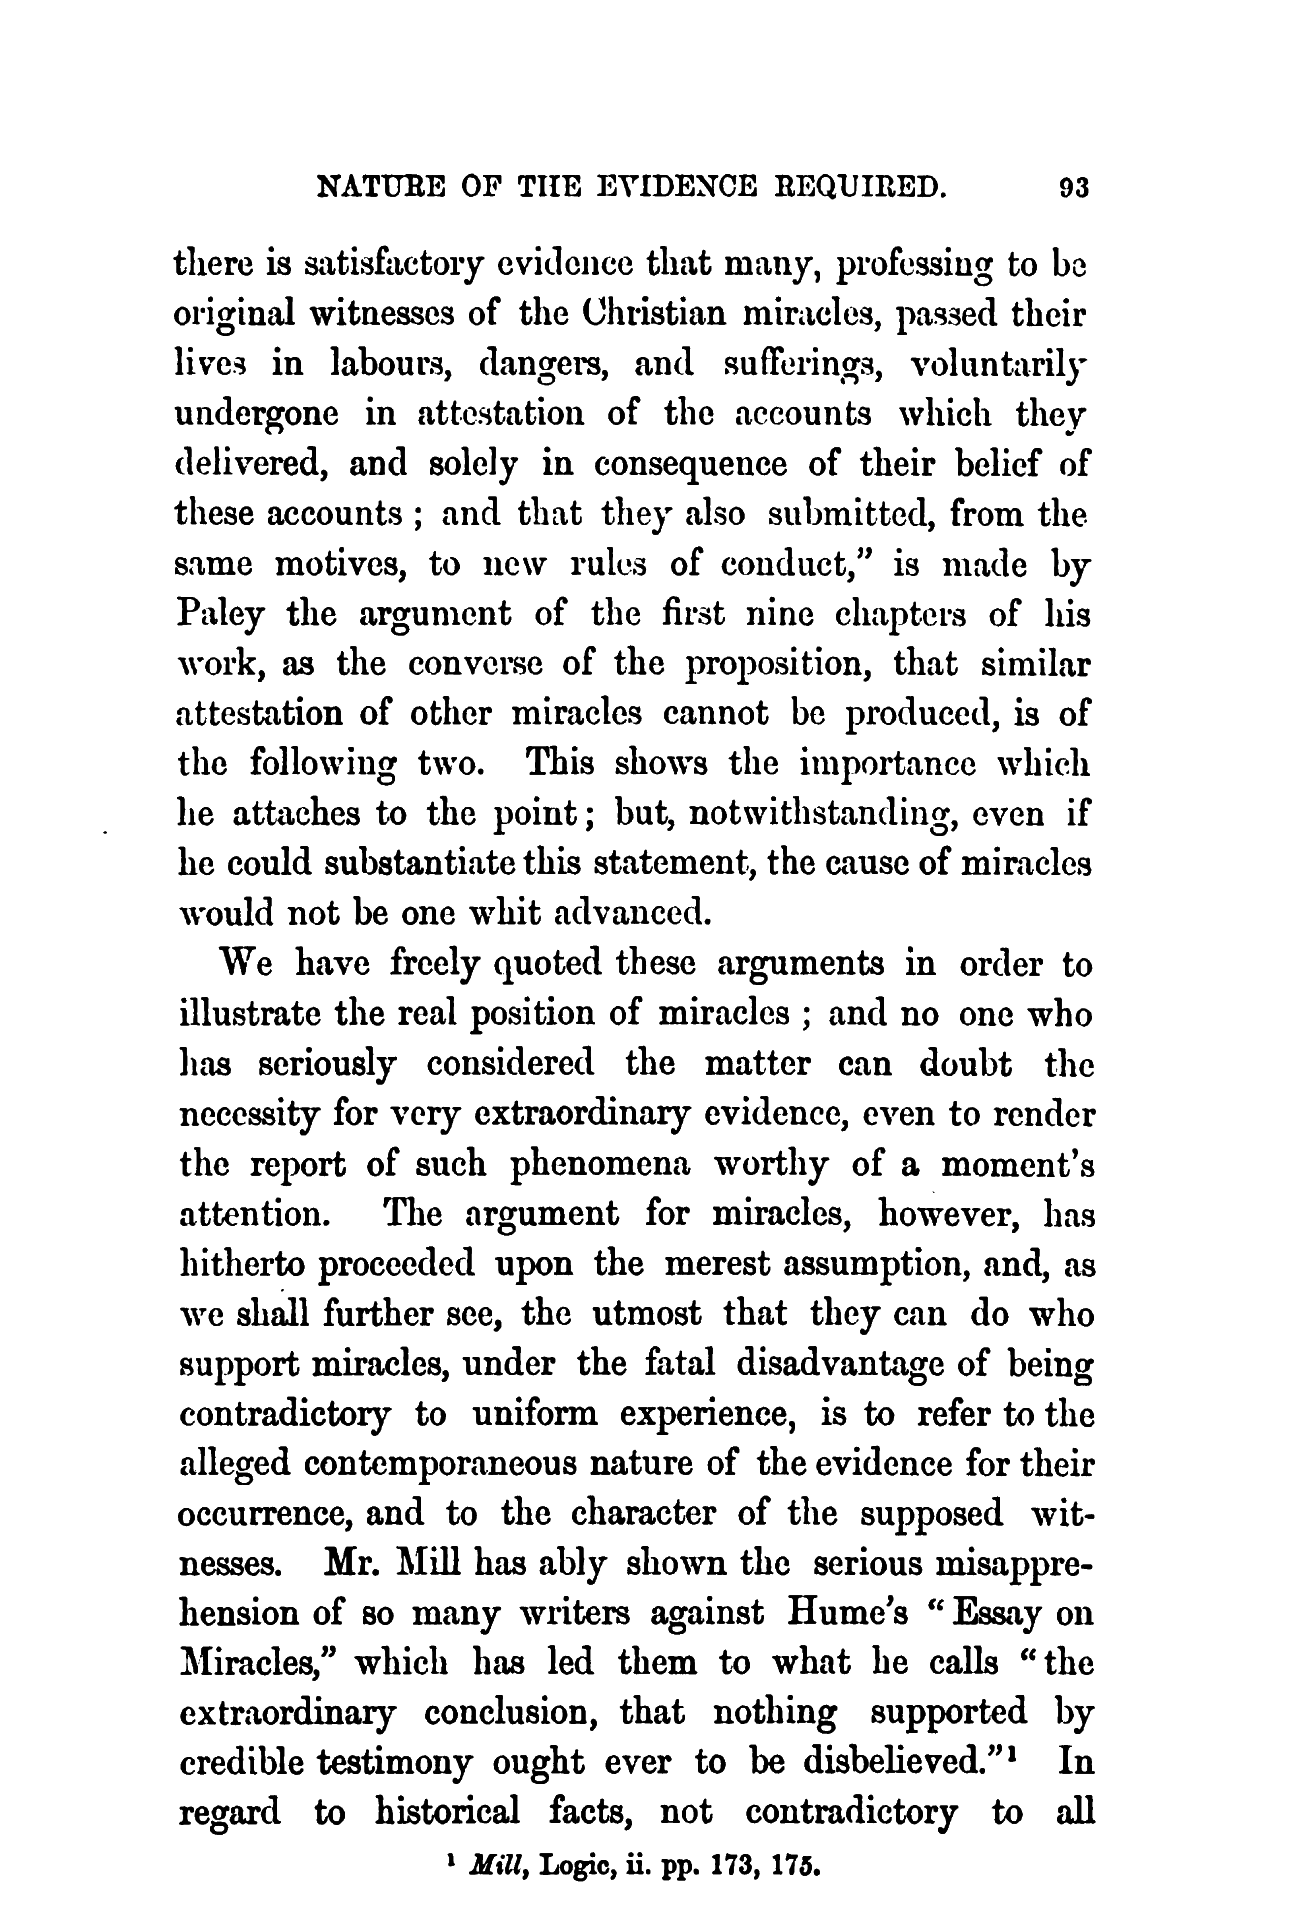 NATURE OF THE EVIDENCE REQUIRED. 93
there is satisfactory evidence that many, professing to be
original witnesses of the Christian miracles, passed their
lives in labours, dangers, and sufferings, voluntarily
undergone in attestation of the accounts which they
delivered, and solely in consequence of their belief of
these accounts ; and that they also submitted, from the
same motives, to new rules of conduct,” is made by
Paley the argument of the first nine chapters of his
work, as the converse of the proposition, that similar
attestation of other miracles cannot be produced, is of
the following two. This shows the importance which
he attaches to the point ; but, notwithstanding, even if
he could substantiate this statement, the cause of miracles
would not be one whit advanced.
We have freely quoted these arguments in order to
illustrate the real position of miracles ; and no one who
has seriously considered the matter can doubt the
necessity for very extraordinary evidence, even to render
the report of such phenomena worthy of a moment's
attention. The argument for miracles, however, has
hitherto proceeded upon the merest assumption, and, as
we shall further see, the utmost that they can do who
support miracles, under the fatal disadvantage of being
contradictory to uniform experience, is to refer to the
alleged contemporaneous nature of the evidence for their
occurrence, and to the character of the supposed wit-
nesses. Mr. Mill has ably shown the serious misappre-
hension of so many writers against Hume's “ Essay on
Miracles,” which has led them to what he calls “ the
extraordinary conclusion, that nothing supported by
credible testimony ought ever to be disbelieved.”¹ In
regard to historical facts, not contradictory to all
¹ Mill, Logic, ii. pp. 173, 175.